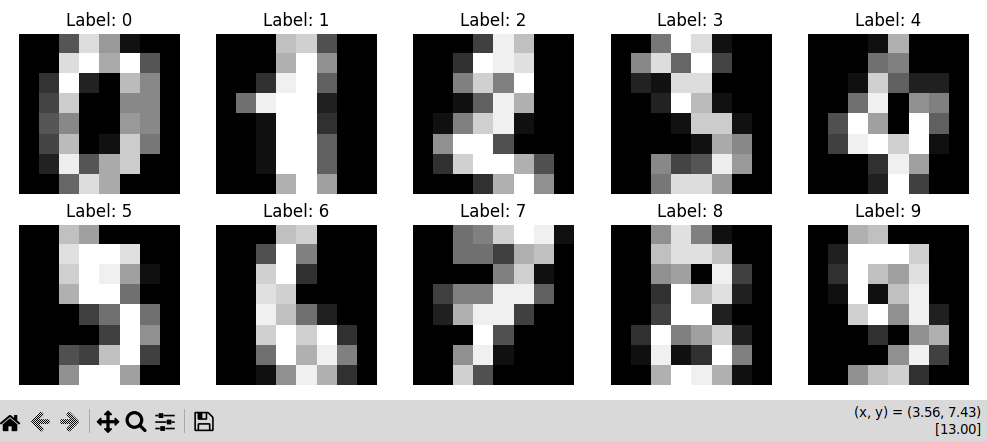 Label: 0 Label: 1 Label: 2 Label: 3 Label: 4
Label: 5 Label: 6 Label: 7 Label: 8 Label: 9
(x, y) = (3.56, 7.43)
[13.00]